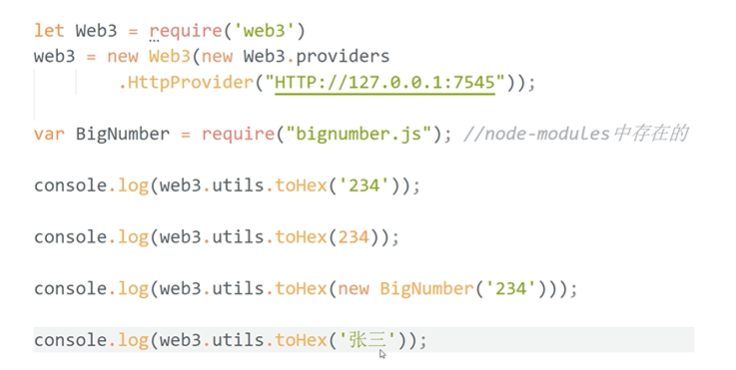 let Web3 = require('web3')
web3 = new Web3(new Web3.providers
.HttpProvider("HTTP://127.0.0.1:7545"));
var BigNumber = require("bignumber.js"); //node-modules中存在的
console.log(web3.utils.toHex('234'));
console.log(web3.utils.toHex(234));
console.log(web3.utils.toHex(new BigNumber('234')));
console.log(web3.utils.toHex('张三'));